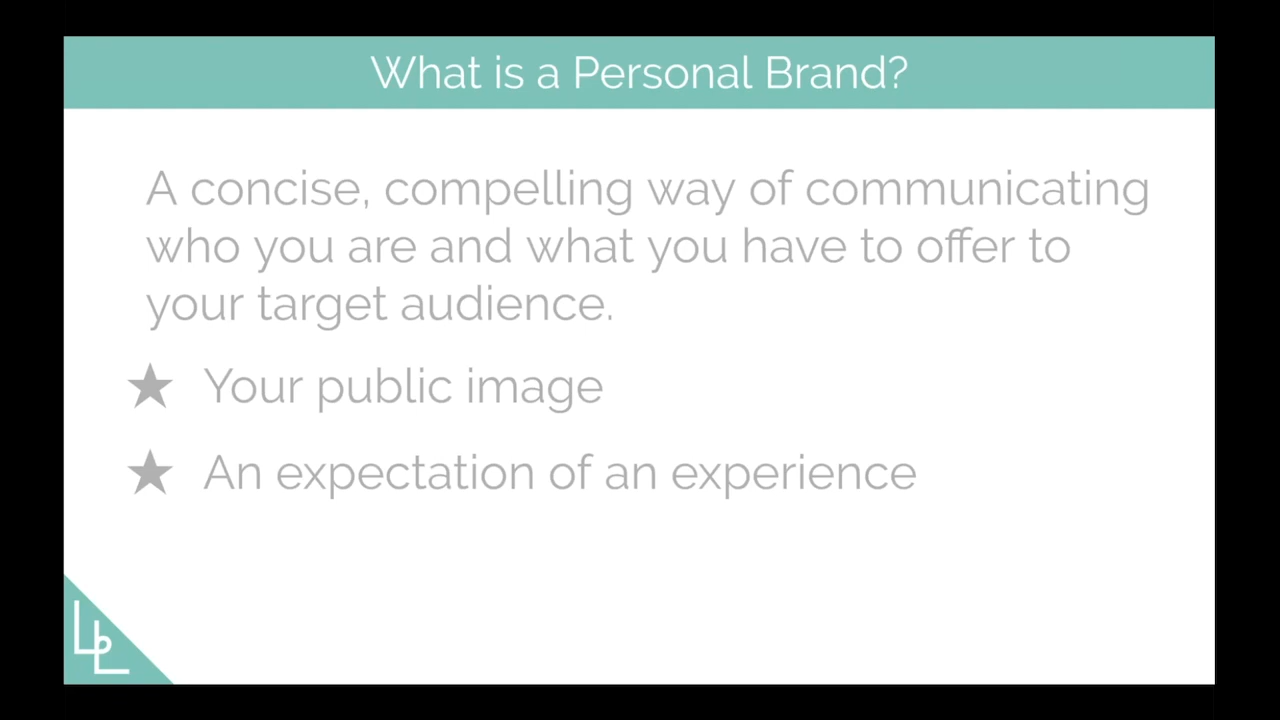 What is a Personal Brand?
A concise, compelling way of communicating
who you are and what you have to offer to
your target audience.
★ Your public image
★ An expectation of an experience